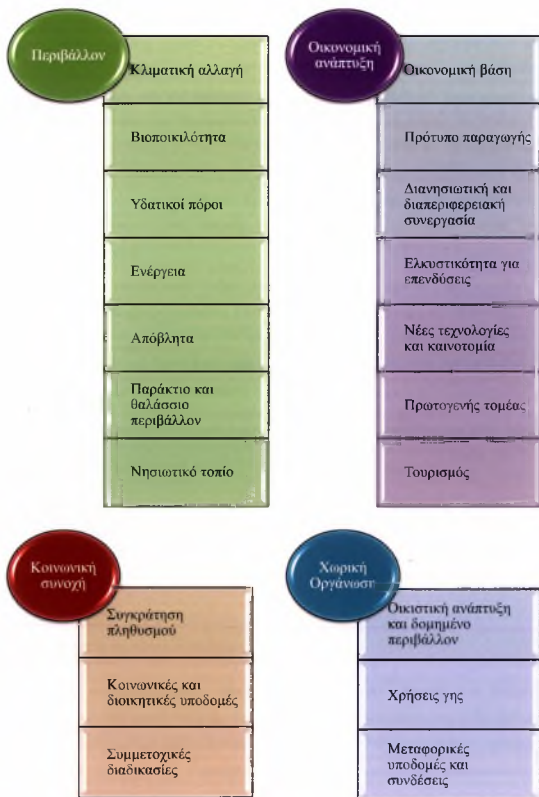 Περιβάλλον
Κλιματική αλλαγή
Βιοποικιλότητα
Υδατικοί πόροι
Ενέργεια
Απόβλητα
Παράκτιο και
θαλάσσιο
περιβάλλον
Νησιωτικό τοπίο
Οικονομική
ανάπτυξη
Οικονομική βάση
Πρότυπο παραγωγής
Διανησιωτική και
διαπεριφερειακή
συνεργασία
Ελκυστικότητα για
επενδύσεις
Νέες τεχνολογίες
και καινοτομία
Πρωτογενής τομέας
Τουρισμός
Κοινωνική
συνοχή
Συγκράτηση
πληθυσμού
Κοινωνικές και
διοικητικές υποδομές
Συμμετοχικές
διαδικασίες
Χωρική
Οργάνωση
Οικιστική ανάπτυξη
και δομημένο
περιβάλλον
Χρήσεις γης
Μεταφορικές
υποδομές και
συνδέσεις